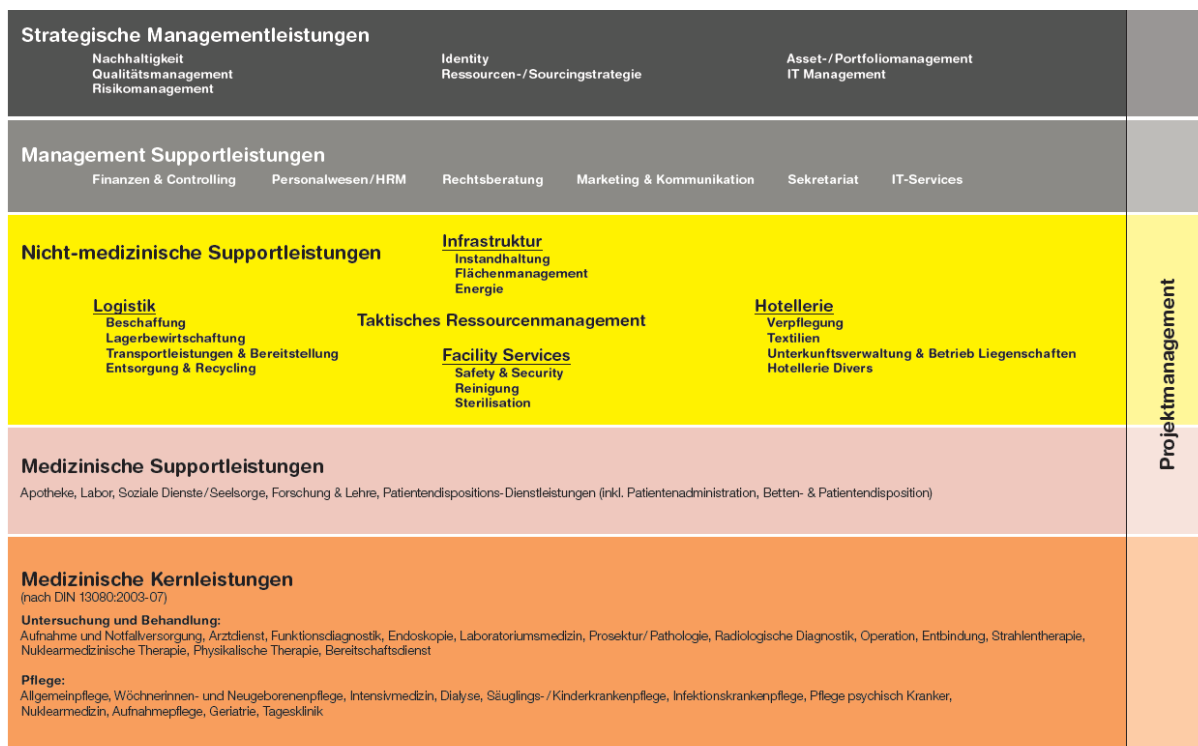 Strategische Managementleistungen
Nachhaltigkeit
Qualitätsmanagement
Risikomanagement
Identity
Ressourcen-/Sourcingstrategie
Asset-/Portfoliomanagement
IT Management
Management Supportleistungen
Finanzen & Controlling
Personalwesen/HRM
Rechtsberatung
Marketing & Kommunikation
Sekretariat
IT-Services
Nicht-medizinische Supportleistungen
Infrastruktur
Instandhaltung
Flächenmanagement
Energie
Logistik
Beschaffung
Lagerbewirtschaftung
Transportleistungen & Bereitstellung
Entsorgung & Recycling
Taktisches Ressourcenmanagement
Facility Services
Safety & Security
Reinigung
Sterilisation
Hotellerie
Verpflegung
Textilien
Unterkunftsverwaltung & Betrieb Liegenschaften
Hotellerie Divers
Medizinische Supportleistungen
Apotheke, Labor, Soziale Dienste/Seelsorge, Forschung & Lehre, Patientendispositions-Dienstleistungen (inkl. Patientenadministration, Betten- & Patientendisposition)
Medizinische Kernleistungen
(nach DIN 13080:2003-07)
Untersuchung und Behandlung:
Aufnahme und Notfallversorgung, Arztdienst, Funktionsdiagnostik, Endoskopie, Laboratoriumsmedizin, Prosektur/Pathologie, Radiologische Diagnostik, Operation, Entbindung, Strahlentherapie,
Nuklearmedizinische Therapie, Physikalische Therapie, Bereitschaftsdienst
Pflege:
Allgemeinpflege, Wöchnerinnen- und Neugeborenenpflege, Intensivmedizin, Dialyse, Säuglings-/Kinderkrankenpflege, Infektionskrankenpflege, Pflege psychisch Kranker,
Nuklearmedizin, Aufnahmepflege, Geriatrie, Tagesklinik
Projektmanagement